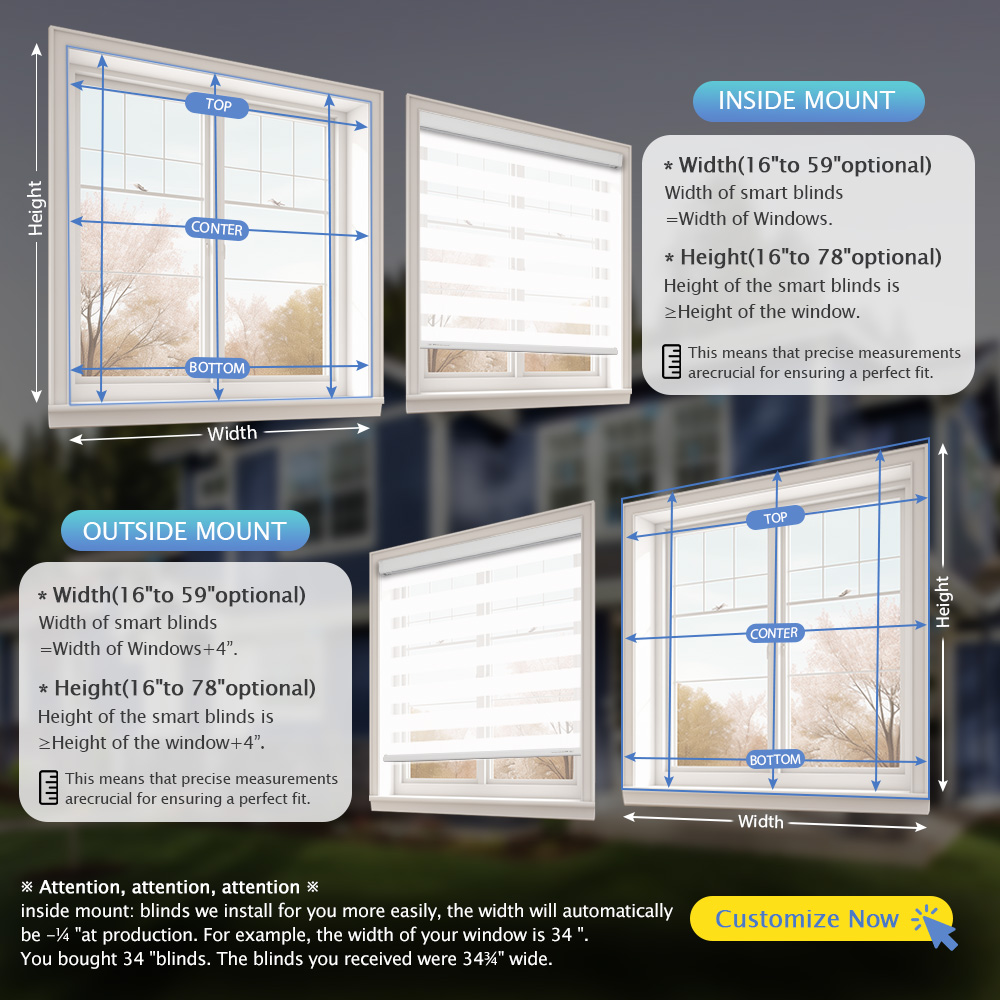 Height
TOP
CONTER
BOTTOM
Width
INSIDE MOUNT
* Width(16"to 59"optional)
Width of smart blinds
=Width of Windows.
* Height(16"to 78"optional)
Height of the smart blinds is
≥Height of the window.
This means that precise measurements
arecrucial for ensuring a perfect fit.
OUTSIDE MOUNT
* Width(16"to 59"optional)
Width of smart blinds
=Width of Windows+4”.
* Height(16"to 78"optional)
Height of the smart blinds is
≥Height of the window+4”.
This means that precise measurements
arecrucial for ensuring a perfect fit.
TOP
CONTER
BOTTOM
Height
Width
※ Attention, attention, attention ※
inside mount: blinds we install for you more easily, the width will automatically
be -¼ "at production. For example, the width of your window is 34 ".
You bought 34 "blinds. The blinds you received were 34¾" wide.
Customize Now